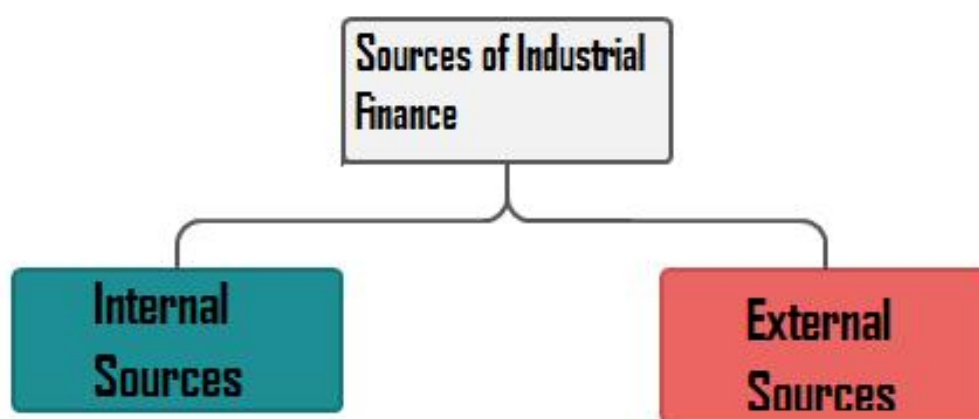 Sources of Industrial
Finance
Internal
Sources
External
Sources